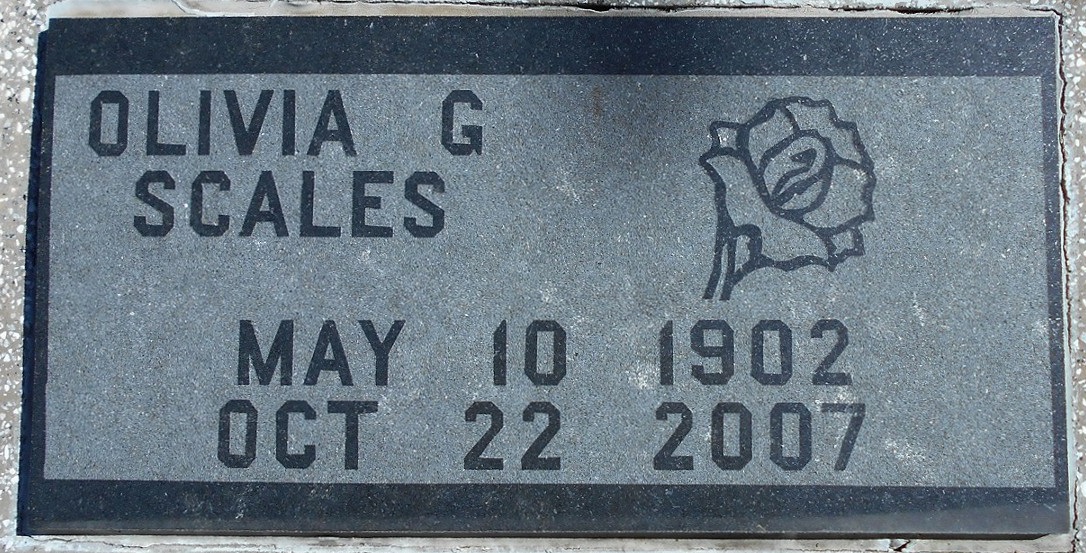 OLIVIA G
SCALES
MAY 10 1902
OCT 22 2007